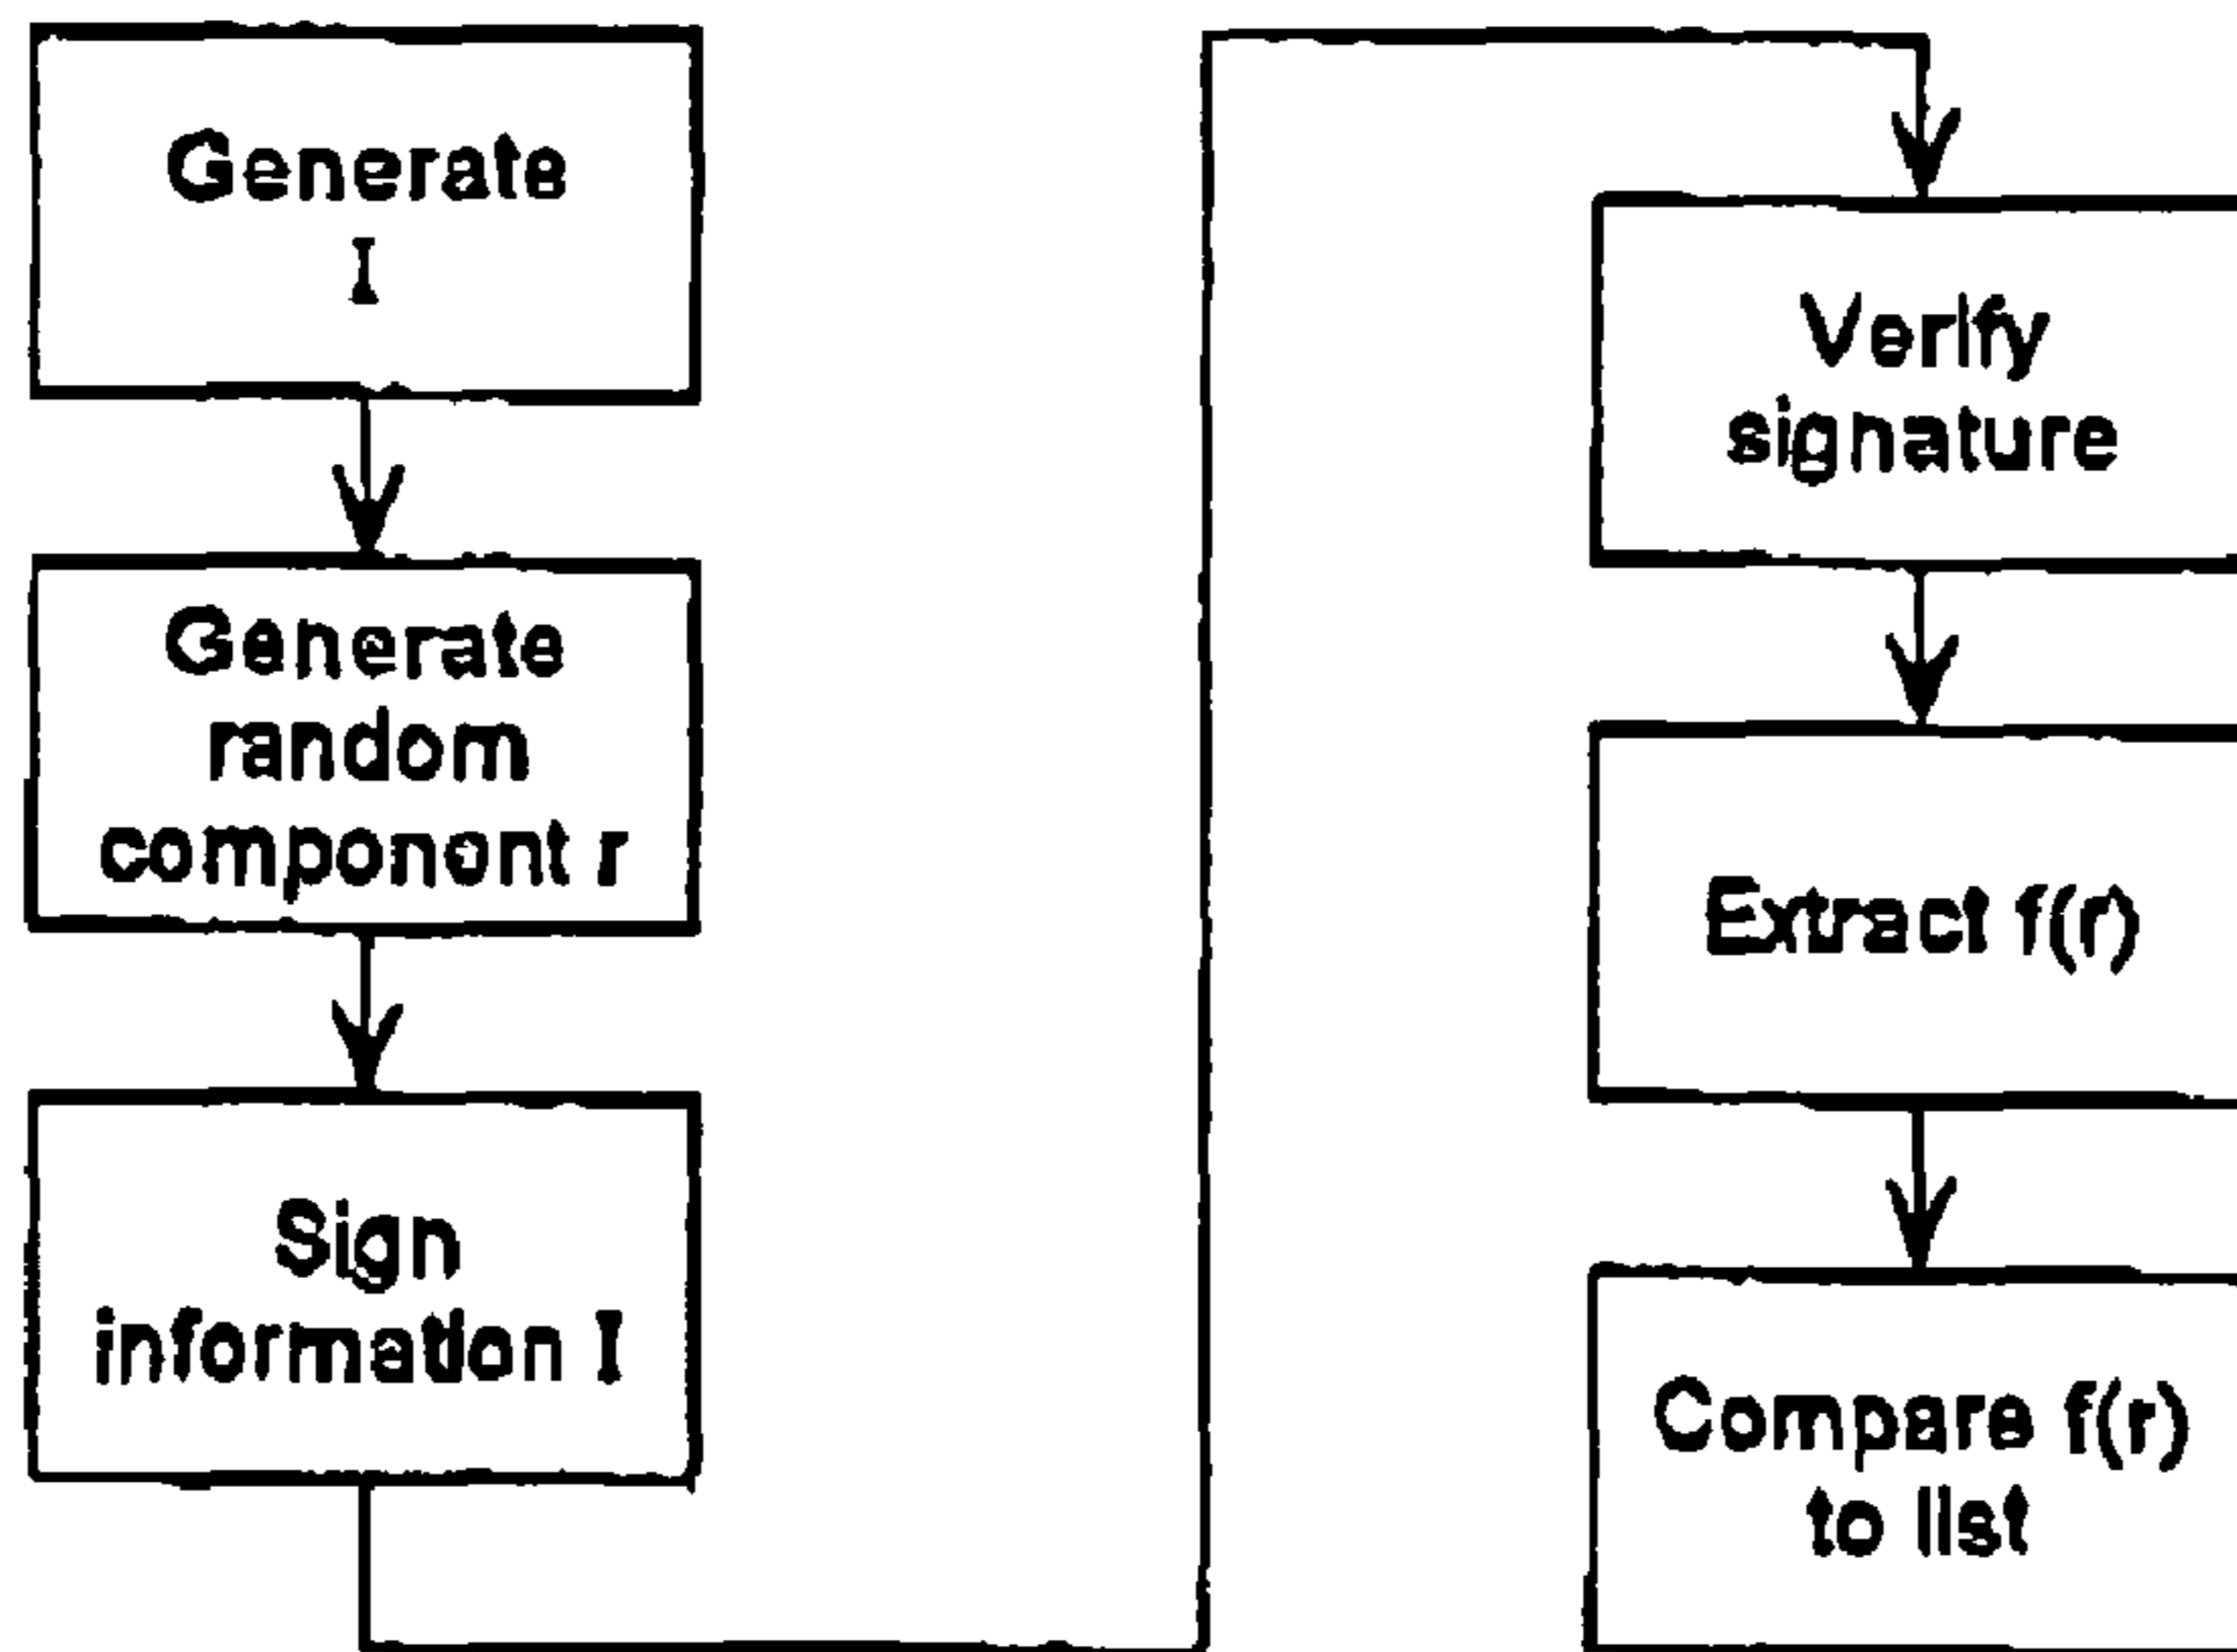 Generate
I
Generate
random
component r
Sign
information I
Verify
signature
Extract f(r)
Compare f(r)
to list